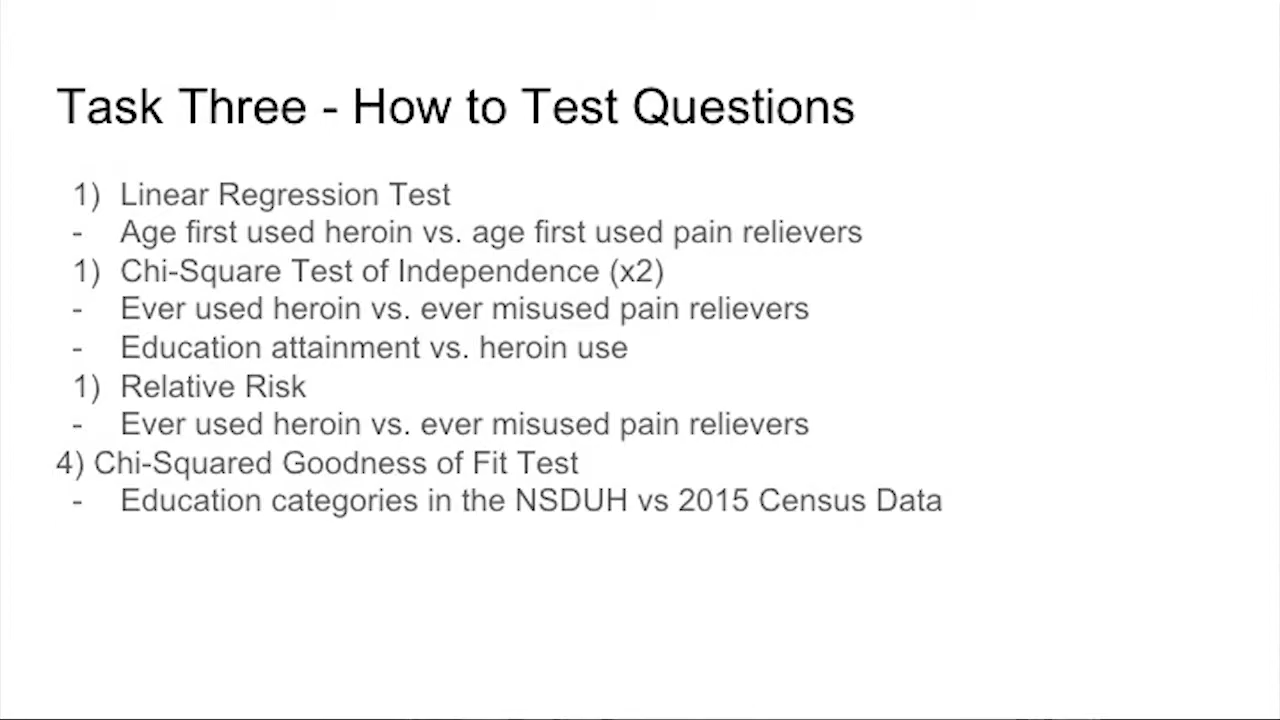 Task Three - How to Test Questions
1) Linear Regression Test
- Age first used heroin vs. age first used pain relievers
1) Chi-Square Test of Independence (x2)
- Ever used heroin vs. ever misused pain relievers
- Education attainment vs. heroin use
1) Relative Risk
- Ever used heroin vs. ever misused pain relievers
4) Chi-Squared Goodness of Fit Test
- Education categories in the NSDUH vs 2015 Census Data